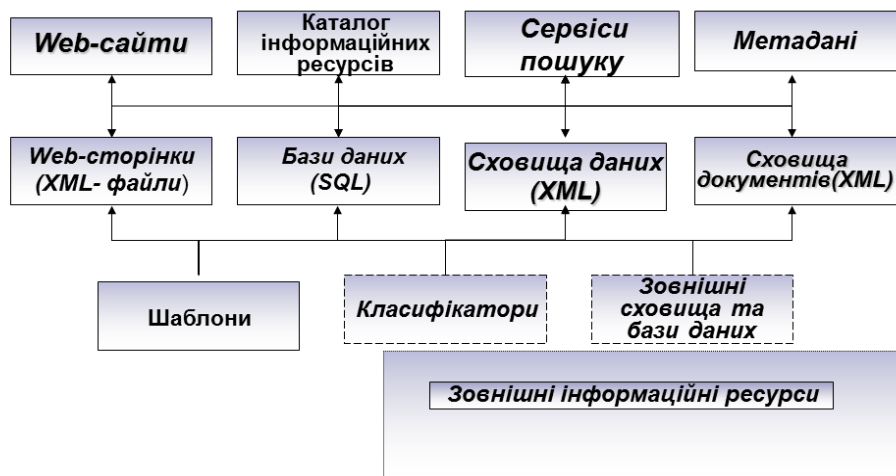 Web-сайти
Каталог
інформаційних
ресурсів
Сервіси
пошуку
Метадані
Web-сторінки
(XML- файли)
Бази даних
(SQL)
Сховища даних
(XML)
Сховища
документів(XML)
Шаблони
Класифікатори
Зовнішні
сховища та
бази даних
Зовнішні інформаційні ресурси